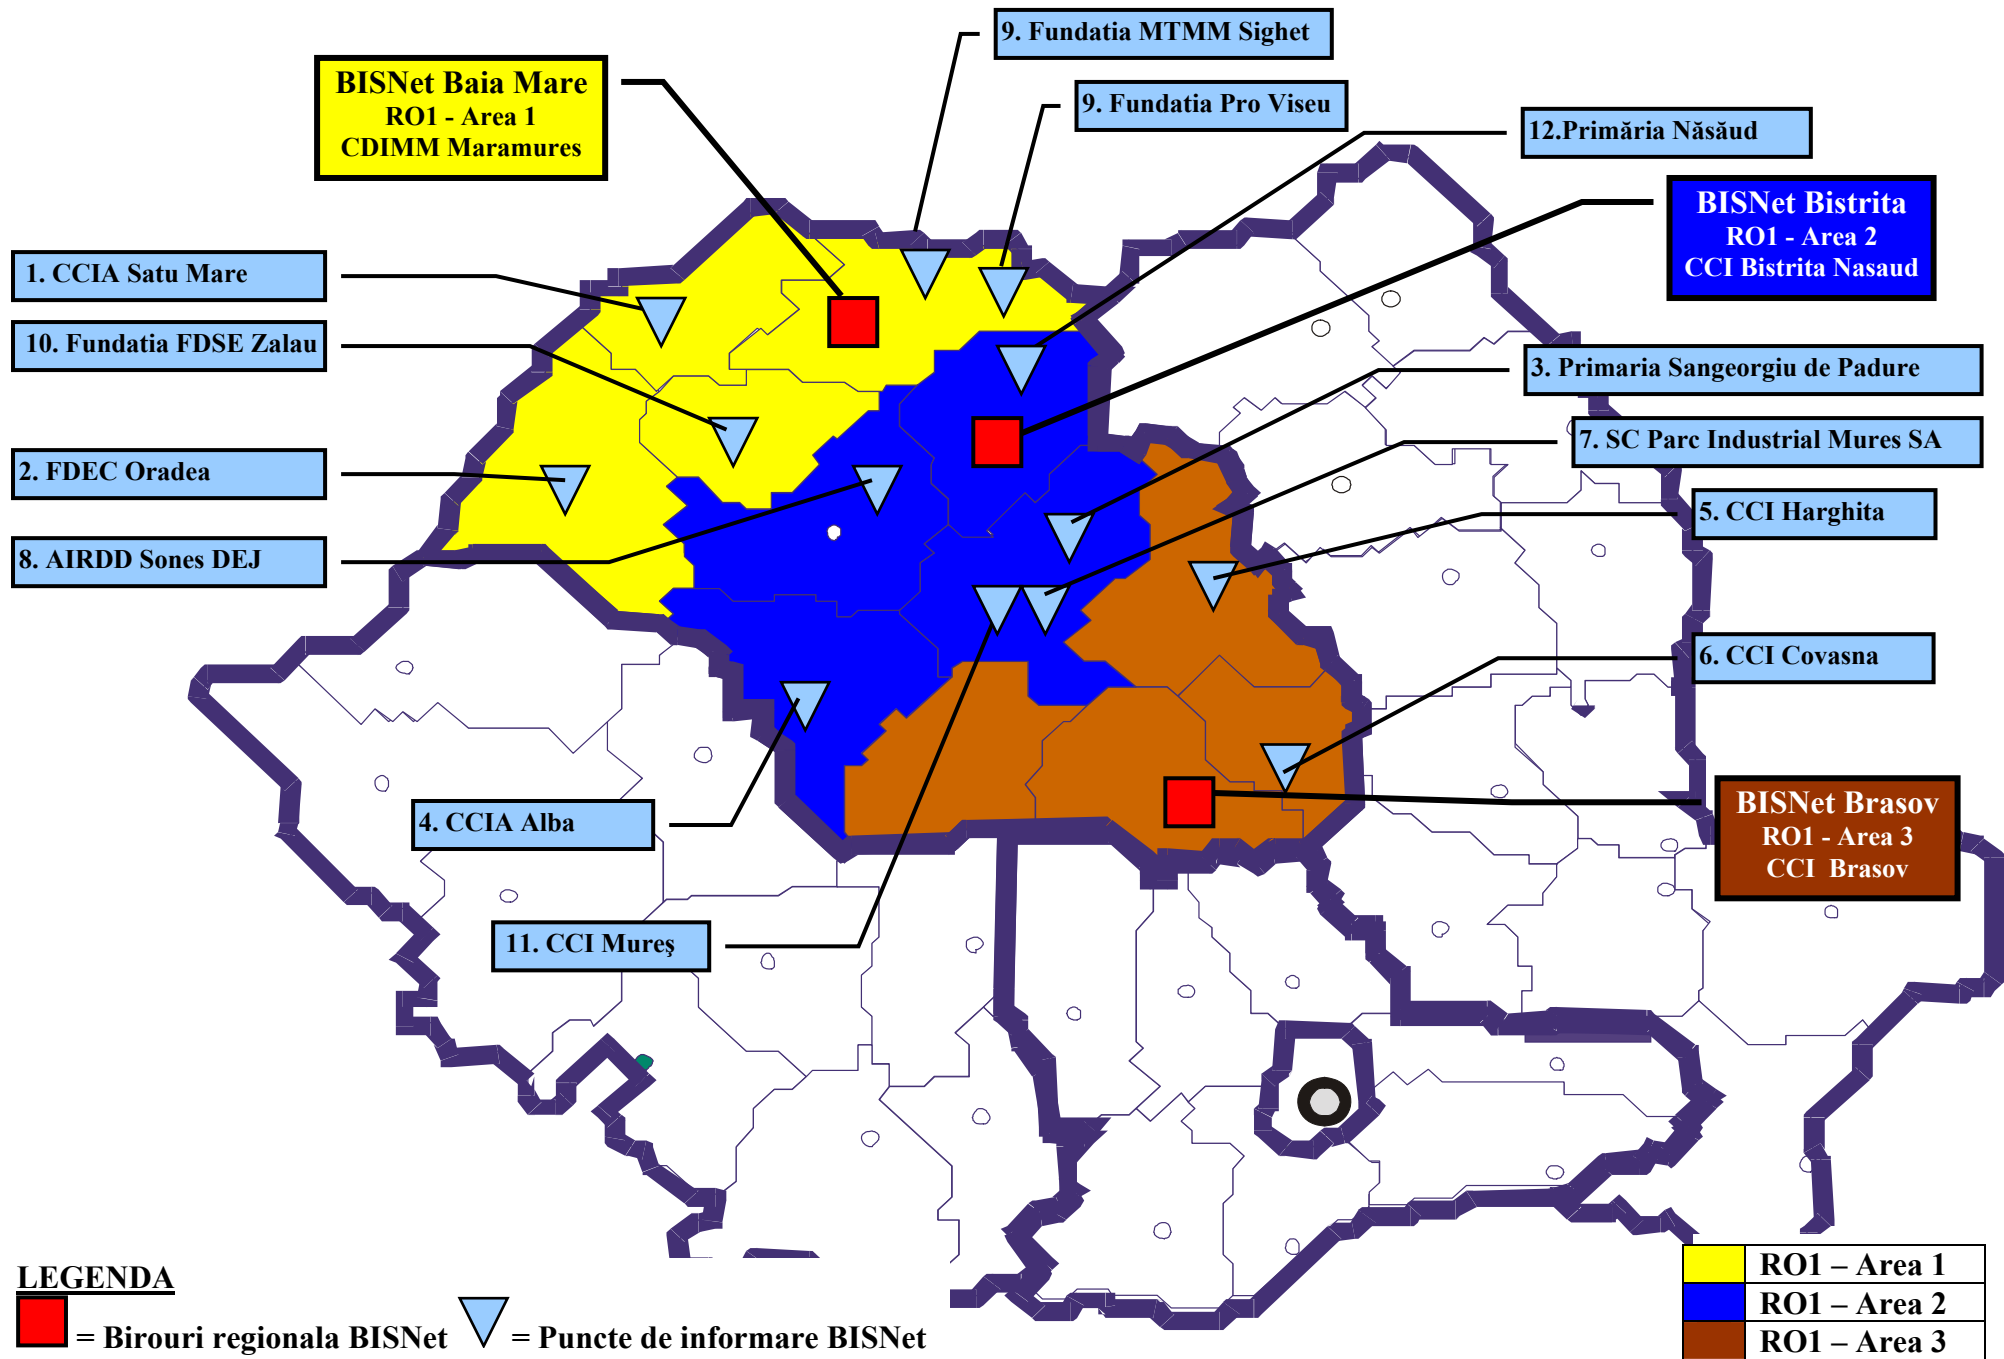 9. Fundatia MTMM Sighet
BISNet Baia Mare
RO1 - Area 1
CDIMM Maramures
9. Fundatia Pro Viseu
12.Primăria Năsăud
BISNet Bistrita
RO1 - Area 2
CCI Bistrita Nasaud
1. CCIA Satu Mare
10. Fundatia FDSE Zalau
3. Primaria Sangeorgiu de Padure
7. SC Parc Industrial Mures SA
2. FDEC Oradea
5. CCI Harghita
8. AIRDD Sones DEJ
6. CCI Covasna
4. CCIA Alba
BISNet Brasov
RO1 - Area 3
CCI Brasov
11. CCI Mureş
LEGENDA
= Birouri regionala BISNet
= Puncte de informare BISNet
RO1 – Area 1
RO1 – Area 2
RO1 – Area 3